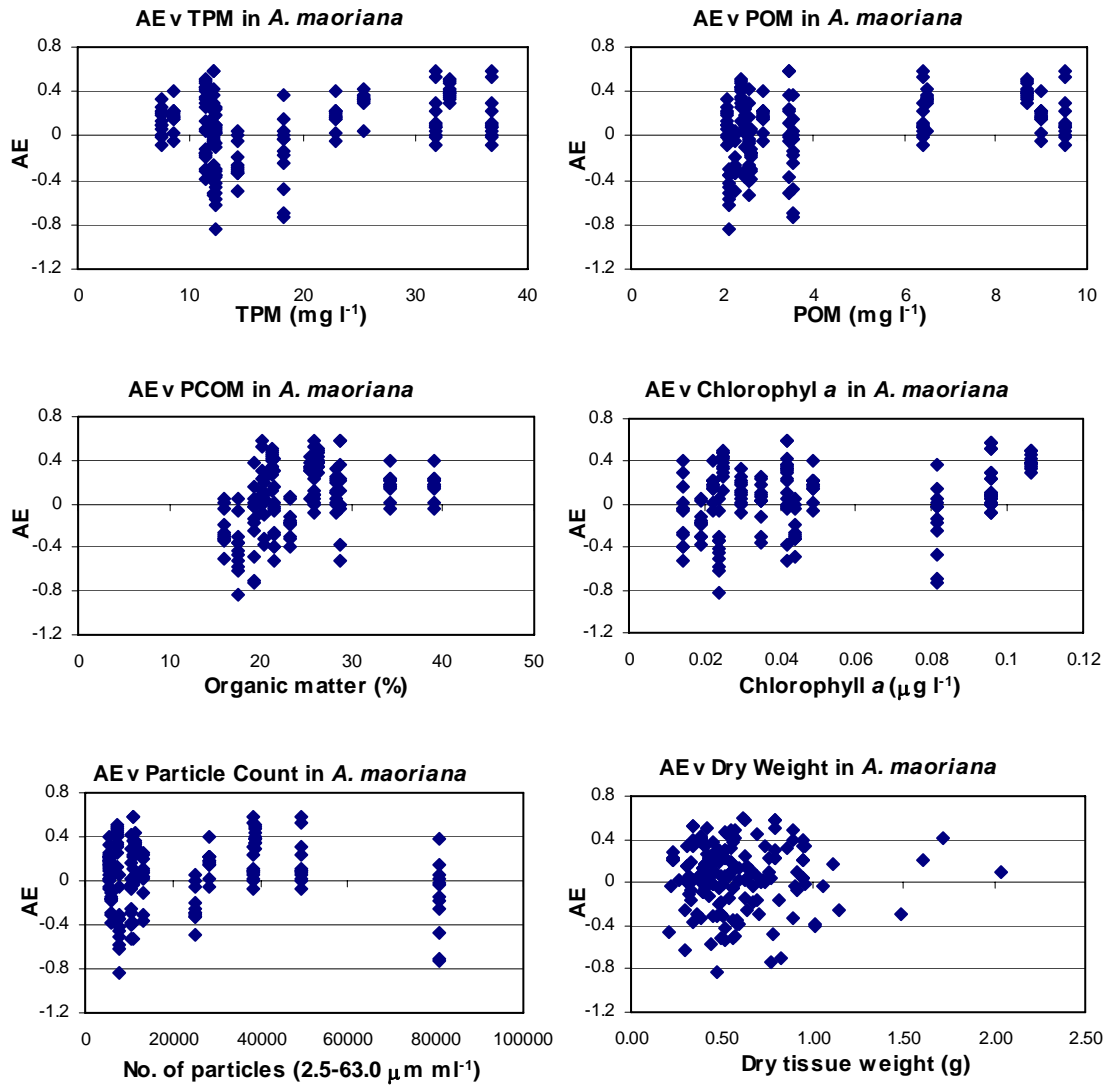 AE v TPM in A. maoriana
0.8
0.4
0
-0.4
-0.8
-1.2
AE
0 10 20 30 40
TPM (mg l⁻¹)
AE v POM in A. maoriana
0.8
0.4
0
-0.4
-0.8
-1.2
AE
0 2 4 6 8 10
POM (mg l⁻¹)
AE v PCOM in A. maoriana
0.8
0.4
0
-0.4
-0.8
-1.2
AE
0 10 20 30 40 50
Organic matter (%)
AE v Chlorophyl a in A. maoriana
0.8
0.4
0
-0.4
-0.8
-1.2
AE
0 0.02 0.04 0.06 0.08 0.1 0.12
Chlorophyll a (µg l⁻¹)
AE v Particle Count in A. maoriana
0.8
0.4
0
-0.4
-0.8
-1.2
AE
0 20000 40000 60000 80000 100000
No. of particles (2.5-63.0 µm ml⁻¹)
AE v Dry Weight in A. maoriana
0.8
0.4
0
-0.4
-0.8
-1.2
AE
0.00 0.50 1.00 1.50 2.00 2.50
Dry tissue weight (g)